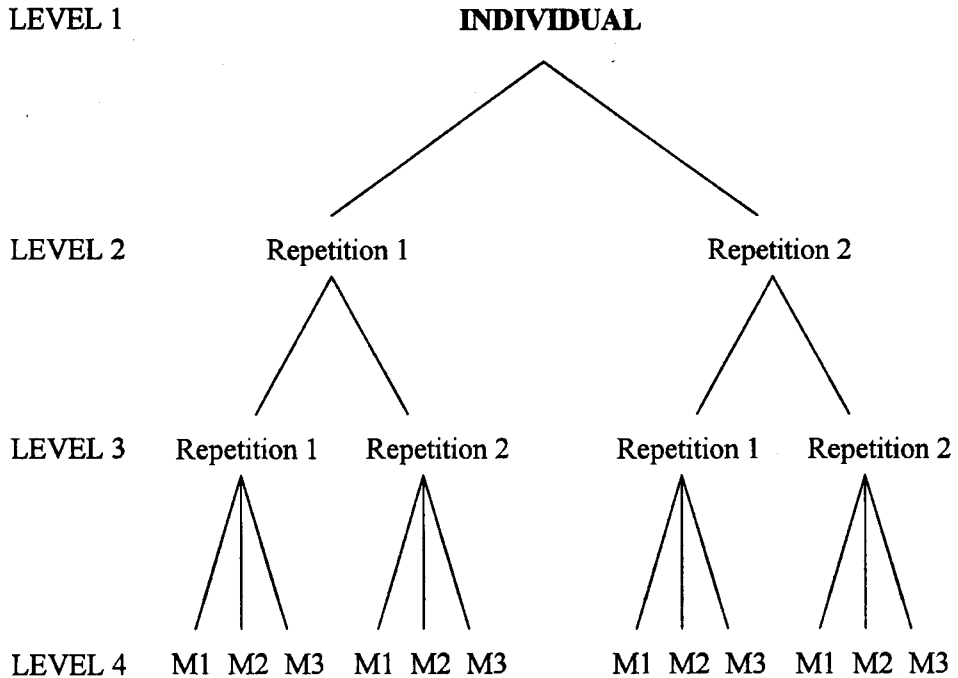 LEVEL 1 INDIVIDUAL
LEVEL 2 Repetition 1 Repetition 2
LEVEL 3 Repetition 1 Repetition 2 Repetition 1 Repetition 2
LEVEL 4 M1 M2 M3 M1 M2 M3 M1 M2 M3 M1 M2 M3